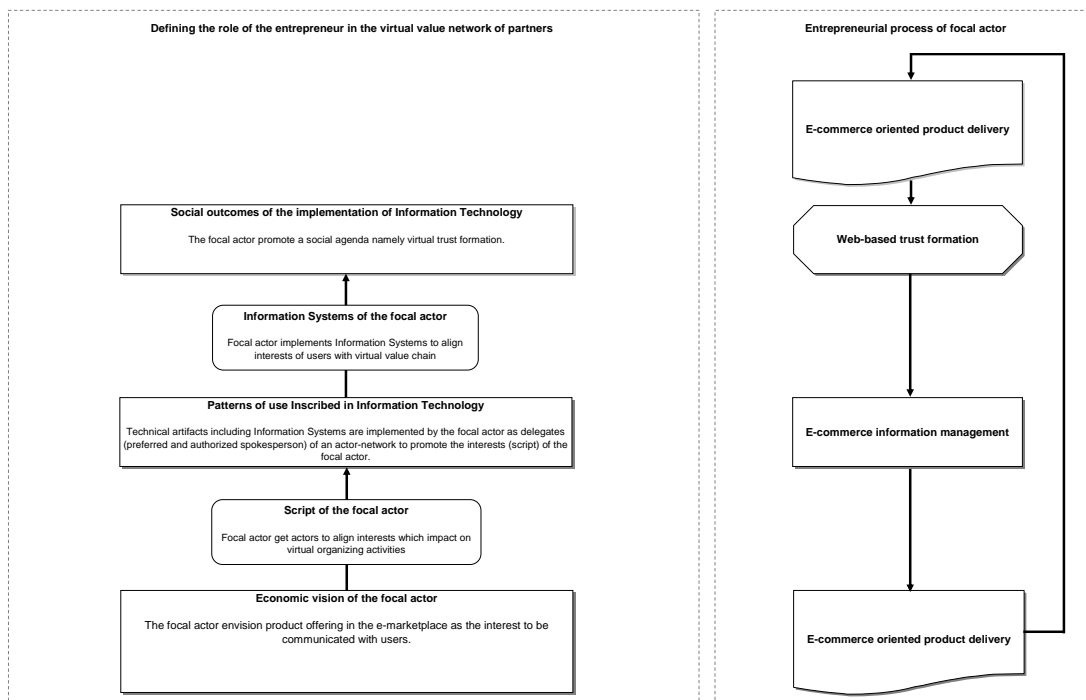 Defining the role of the entrepreneur in the virtual value network of partners
Social outcomes of the implementation of Information Technology
The focal actor promote a social agenda namely virtual trust formation.
Information Systems of the focal actor
Focal actor implements Information Systems to align
interests of users with virtual value chain
Patterns of use Inscribed in Information Technology
Technical artifacts including Information Systems are implemented by the focal actor as delegates
(preferred and authorized spokesperson) of an actor-network to promote the interests (script) of the
focal actor.
Script of the focal actor
Focal actor get actors to align interests which impact on
virtual organizing activities
Economic vision of the focal actor
The focal actor envision product offering in the e-marketplace as the interest to be
communicated with users.
Entrepreneurial process of focal actor
E-commerce oriented product delivery
Web-based trust formation
E-commerce information management
E-commerce oriented product delivery